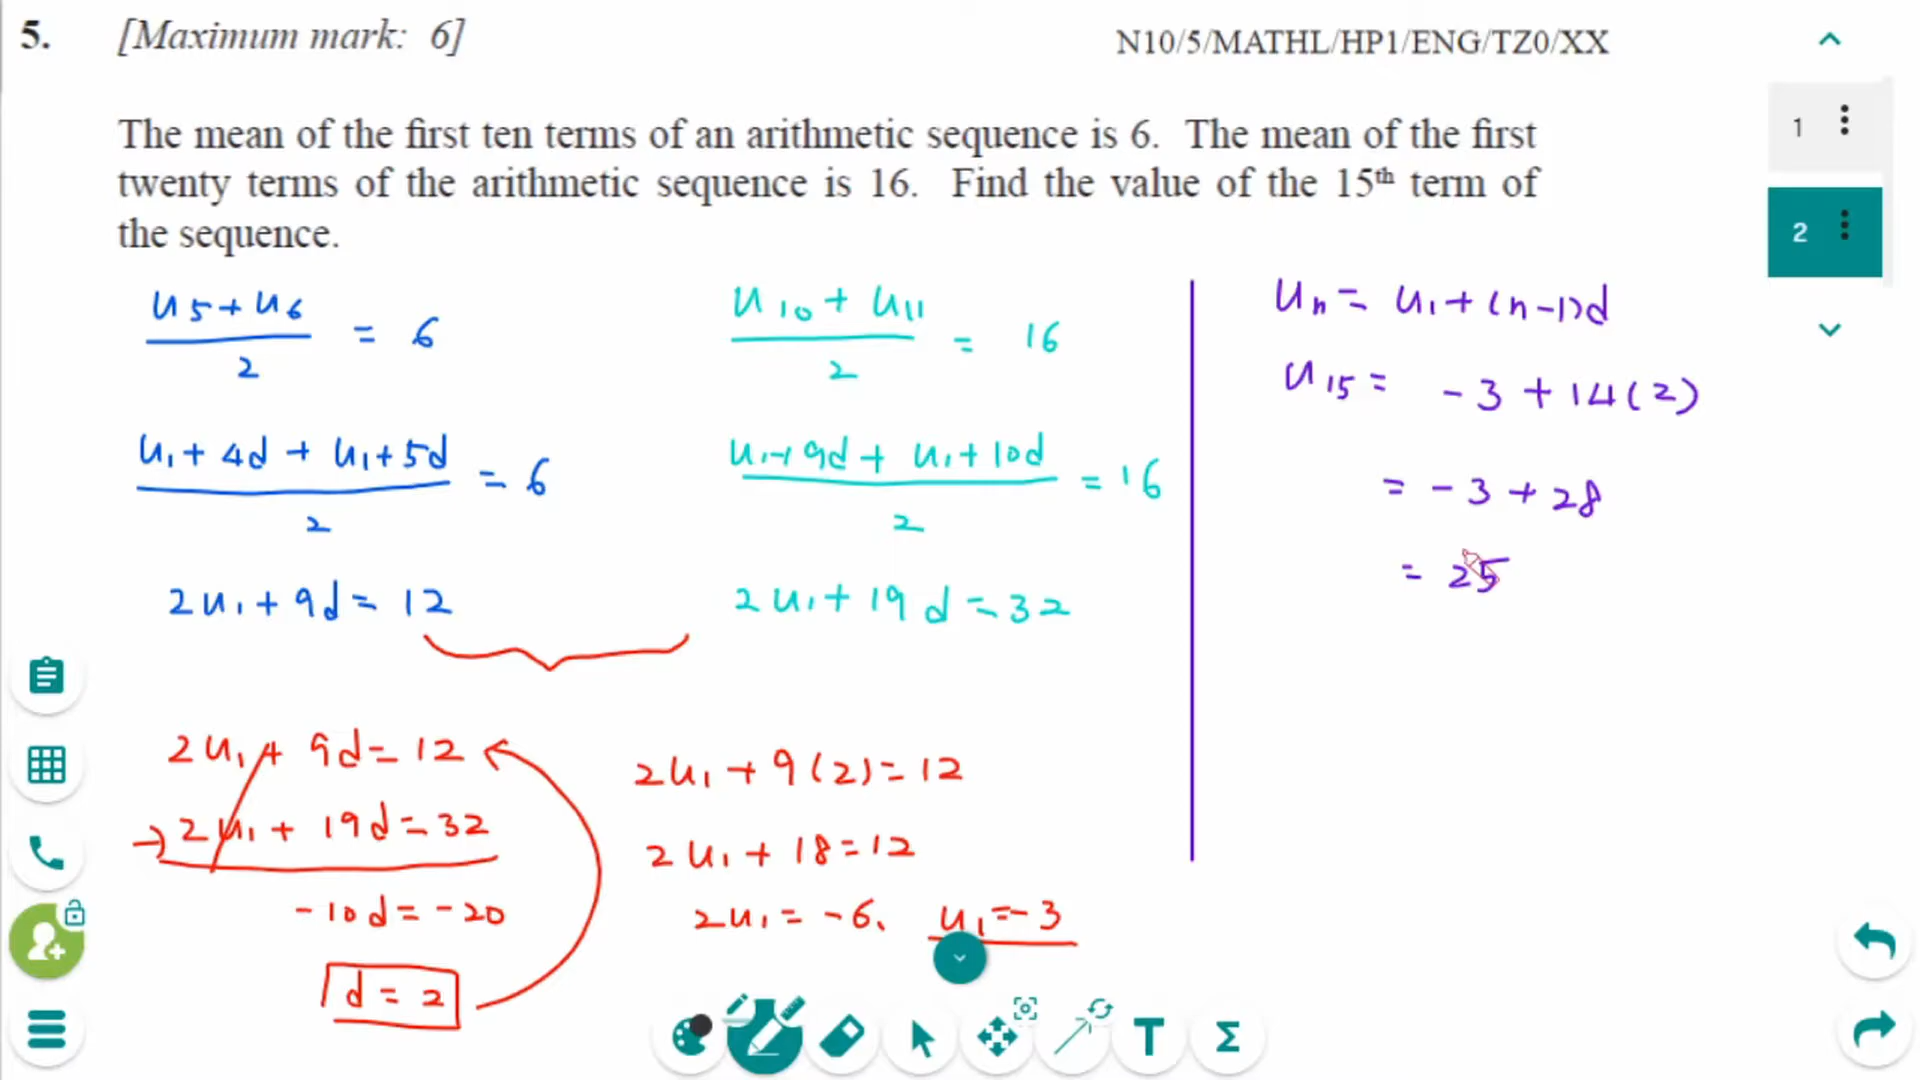 5. [Maximum mark: 6] N10/5/MATHL/HP1/ENG/TZ0/XX
The mean of the first ten terms of an arithmetic sequence is 6. The mean of the first
twenty terms of the arithmetic sequence is 16. Find the value of the 15th term of
the sequence.
(u5 + u6)/2 = 6
(u1 + 4d + u1 + 5d)/2 = 6
2u1 + 9d = 12
(u10 + u11)/2 = 16
(u1 + 9d + u1 + 10d)/2 = 16
2u1 + 19d = 32
2u1 + 9d = 12
-) 2u1 + 19d = 32
-10d = -20
d = 2
2u1 + 9(2) = 12
2u1 + 18 = 12
2u1 = -6, u1 = -3
un = u1 + (n-1)d
u15 = -3 + 14(2)
= -3 + 28
= 25
1
2
T
Σ